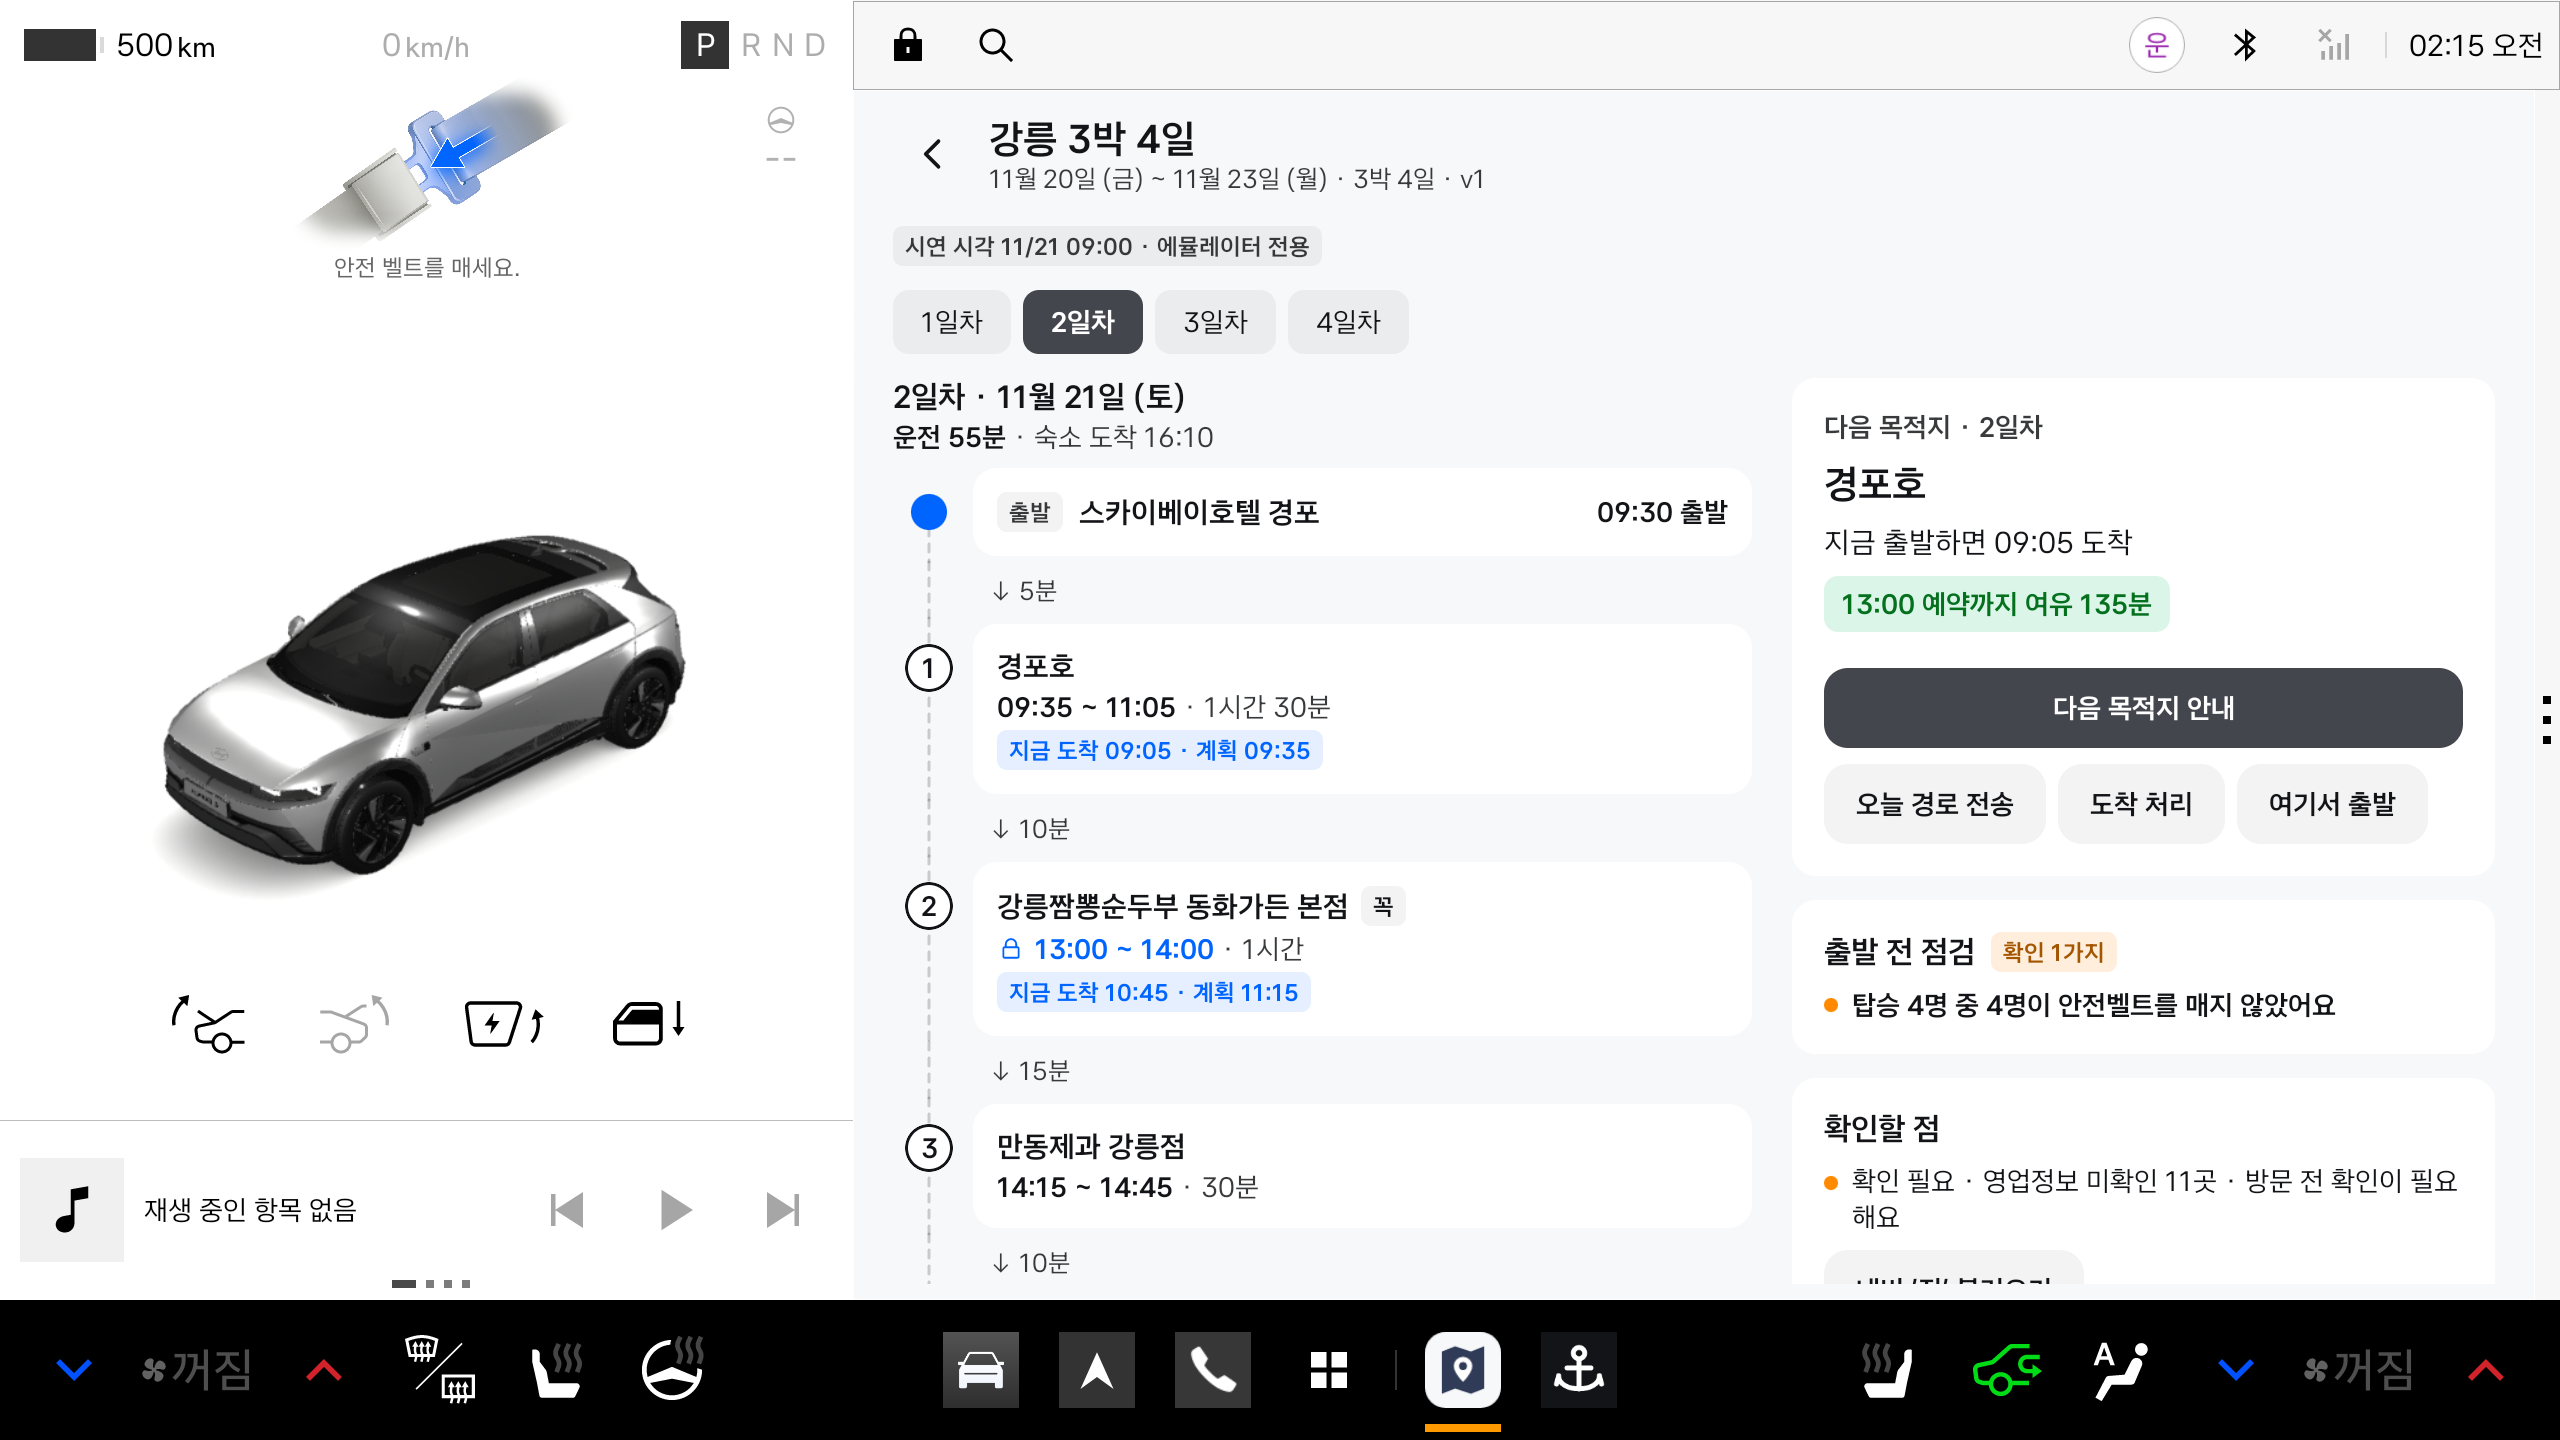 500 km
0 km/h
P R N D
안전 벨트를 매세요.
재생 중인 항목 없음
운
02:15 오전
강릉 3박 4일
11월 20일 (금) ~ 11월 23일 (월) · 3박 4일 · v1
시연 시각 11/21 09:00 · 에뮬레이터 전용
1일차
2일차
3일차
4일차
2일차 · 11월 21일 (토)
운전 55분 · 숙소 도착 16:10
출발 스카이베이호텔 경포 09:30 출발
↓ 5분
1
경포호
09:35 ~ 11:05 · 1시간 30분
지금 도착 09:05 · 계획 09:35
↓ 10분
2
강릉짬뽕순두부 동화가든 본점 꼭
13:00 ~ 14:00 · 1시간
지금 도착 10:45 · 계획 11:15
↓ 15분
3
만동제과 강릉점
14:15 ~ 14:45 · 30분
↓ 10분
다음 목적지 · 2일차
경포호
지금 출발하면 09:05 도착
13:00 예약까지 여유 135분
다음 목적지 안내
오늘 경로 전송
도착 처리
여기서 출발
출발 전 점검 확인 1가지
탑승 4명 중 4명이 안전벨트를 매지 않았어요
확인할 점
확인 필요 · 영업정보 미확인 11곳 · 방문 전 확인이 필요
해요
꺼짐
A
꺼짐